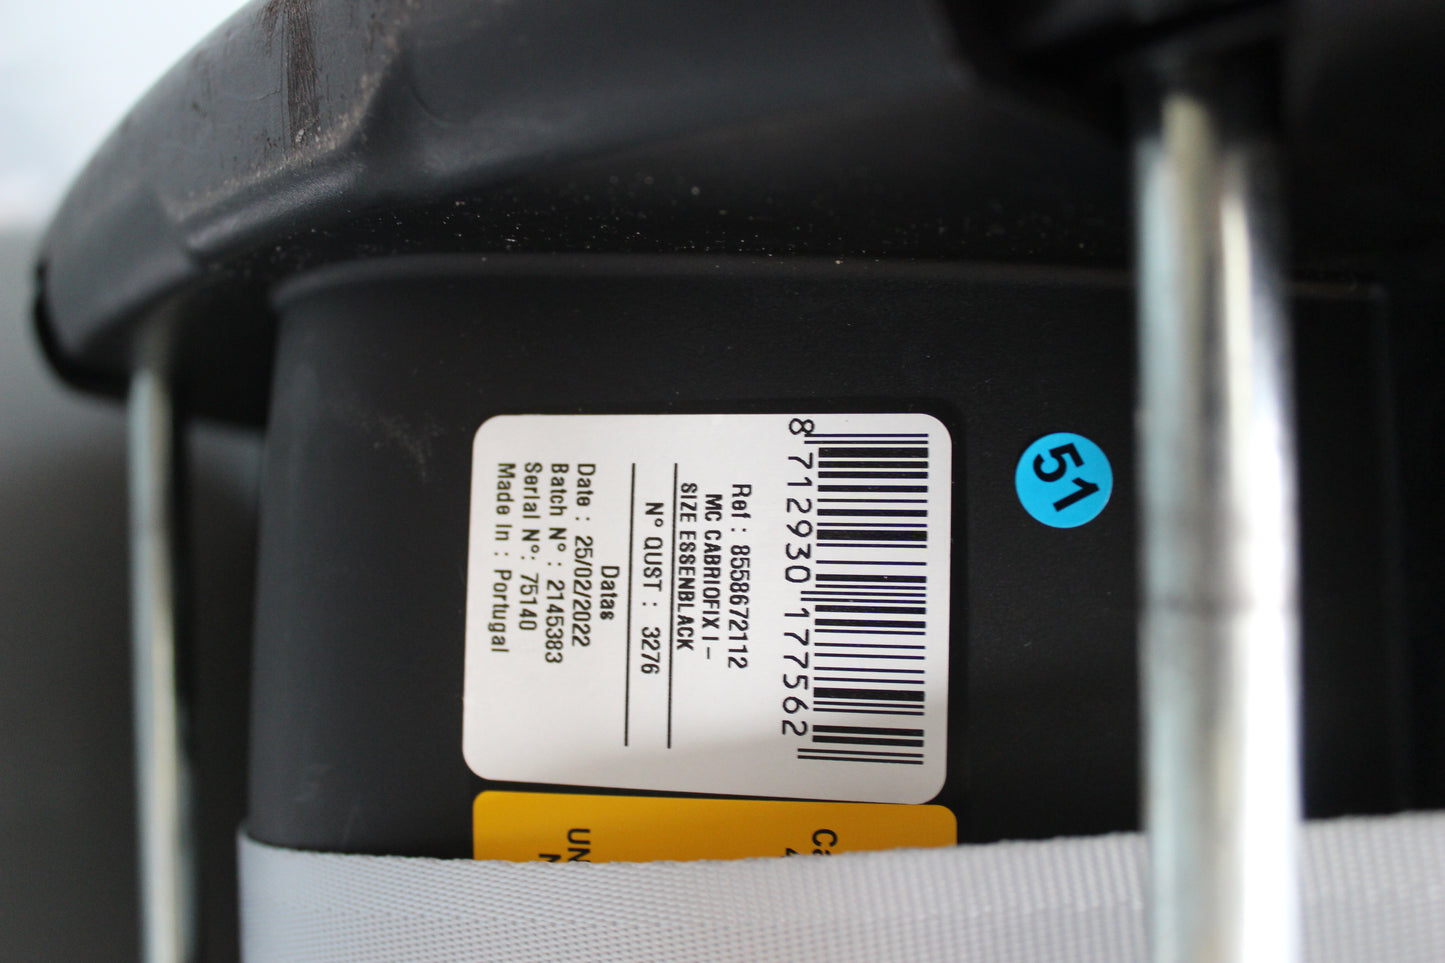 8 712930 177562
Ref : 8558672112
MC CABRIOFIX I -
SIZE ESSENBLACK
N° QUST : 3276
Datas
Date : 25/02/2022
Batch N° : 2145383
Serial N°: 75140
Made In : Portugal
51